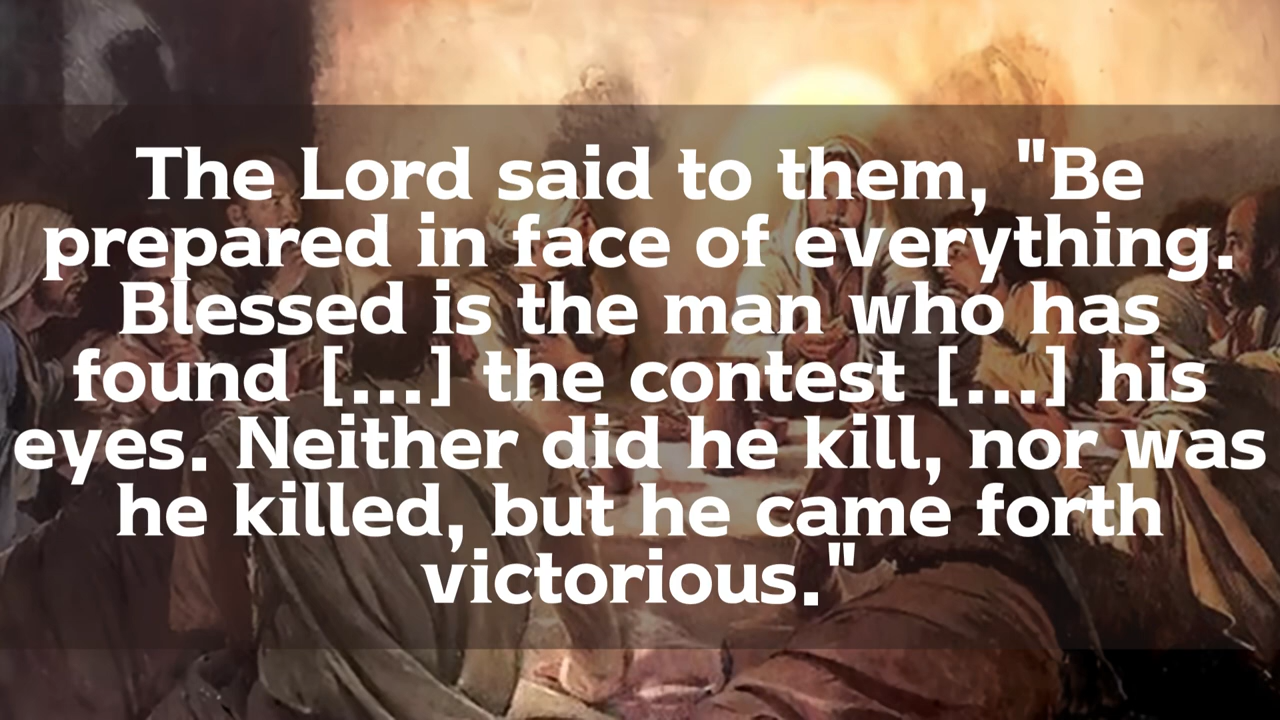 The Lord said to them, "Be
prepared in face of everything.
Blessed is the man who has
found [...] the contest [...] his
eyes. Neither did he kill, nor was
he killed, but he came forth
victorious."